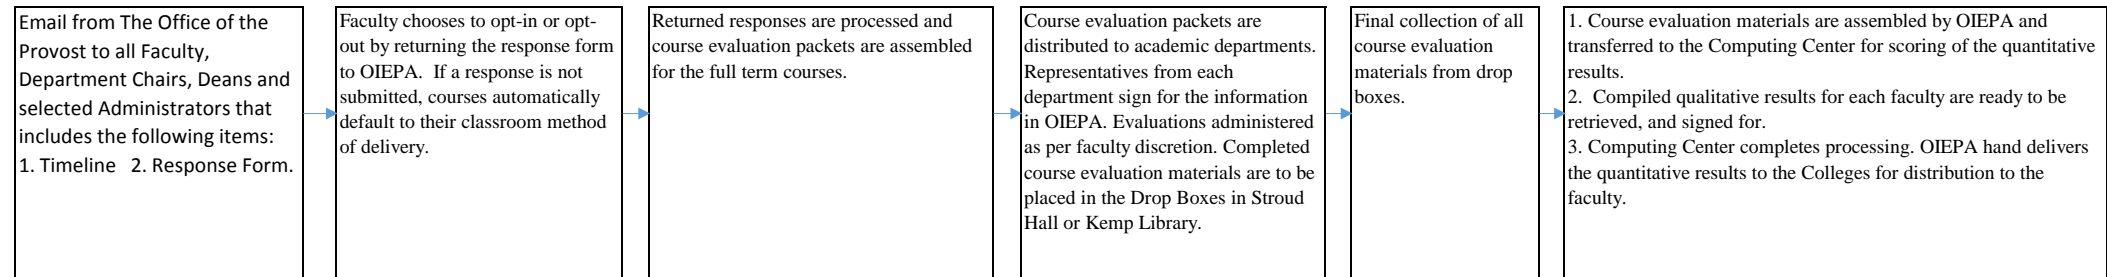 Email from The Office of the
Provost to all Faculty,
Department Chairs, Deans and
selected Administrators that
includes the following items:
1. Timeline   2. Response Form.
Faculty chooses to opt-in or opt-
out by returning the response form
to OIEPA.  If a response is not
submitted, courses automatically
default to their classroom method
of delivery.
Returned responses are processed and
course evaluation packets are assembled
for the full term courses.
Course evaluation packets are
distributed to academic departments.
Representatives from each
department sign for the information
in OIEPA. Evaluations administered
as per faculty discretion. Completed
course evaluation materials are to be
placed in the Drop Boxes in Stroud
Hall or Kemp Library.
Final collection of all
course evaluation
materials from drop
boxes.
1. Course evaluation materials are assembled by OIEPA and
transferred to the Computing Center for scoring of the quantitative
results.
2.  Compiled qualitative results for each faculty are ready to be
retrieved, and signed for.
3. Computing Center completes processing. OIEPA hand delivers
the quantitative results to the Colleges for distribution to the
faculty.